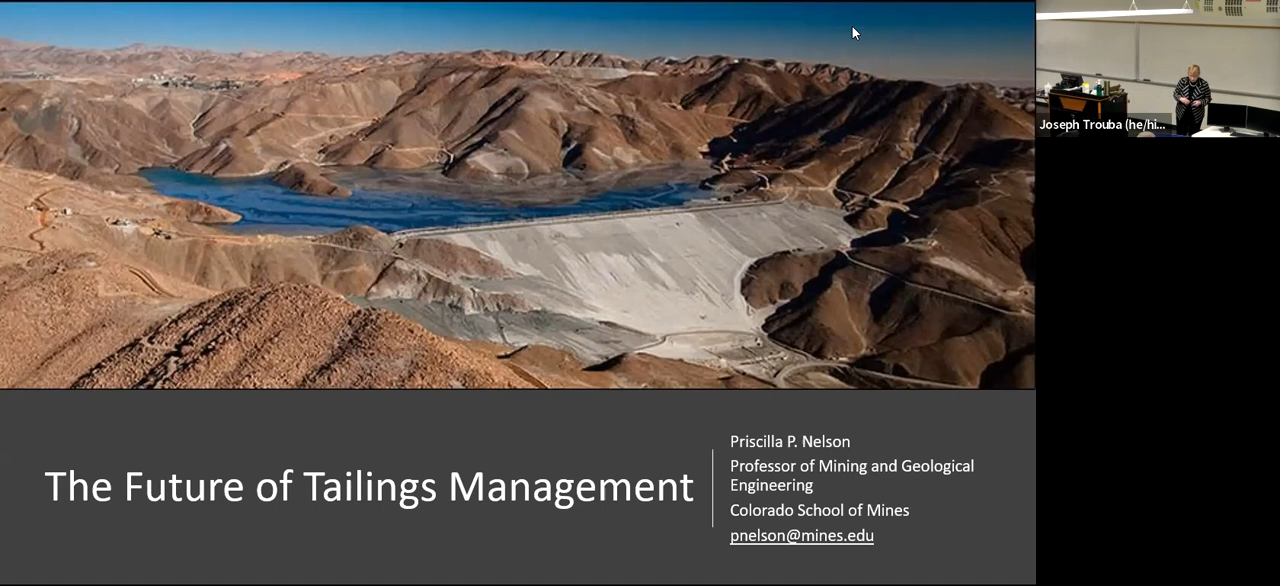 Joseph Trouba (he/hi...
The Future of Tailings Management
Priscilla P. Nelson
Professor of Mining and Geological
Engineering
Colorado School of Mines
pnelson@mines.edu